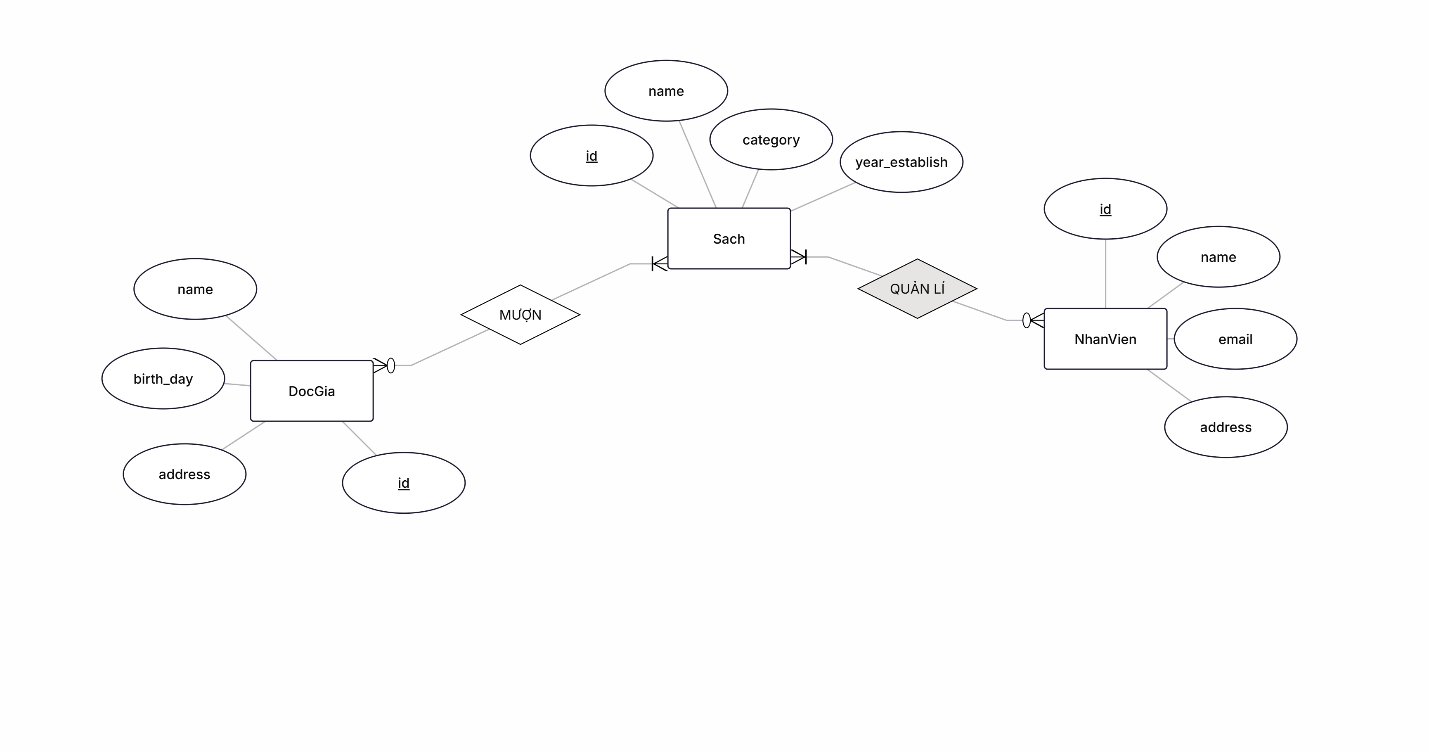 name
category
id
year_establish
Sach
id
name
name
QUẢN LÍ
MƯỢN
NhanVien
email
birth_day
DocGia
address
address
id